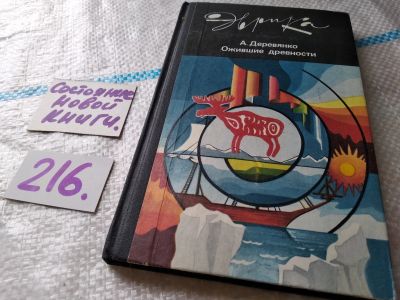 Эврика
А. Деревянко
Ожившие древности
Состояние
новой
книги.
216.